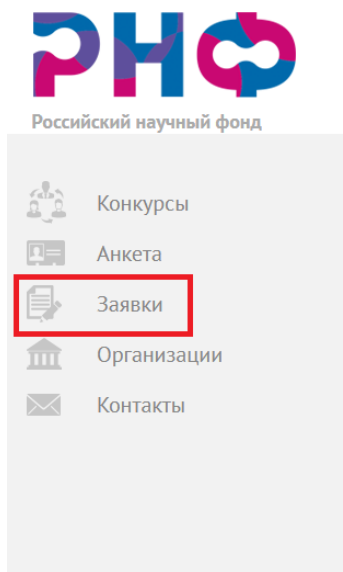 РНФ
Российский научный фонд
Конкурсы
Анкета
Заявки
Организации
Контакты